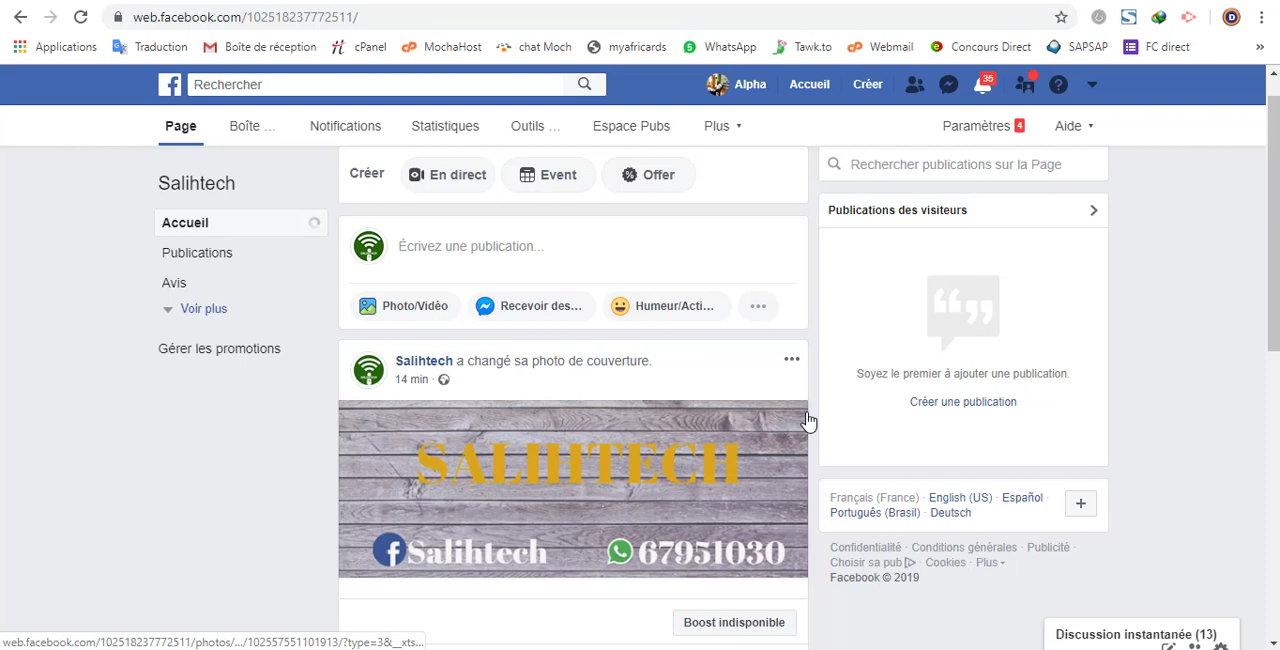 web.facebook.com/102518237772511/
Applications Traduction Boîte de réception cPanel MochaHost chat Moch myafricards WhatsApp Tawk.to Webmail Concours Direct SAPSAP FC direct »
Rechercher
Alpha Accueil Créer 35
Page Boîte ... Notifications Statistiques Outils ... Espace Pubs Plus Paramètres 4 Aide
Salihtech
Accueil
Publications
Avis
Voir plus
Gérer les promotions
Créer En direct Event Offer
Écrivez une publication...
Photo/Vidéo Recevoir des... Humeur/Acti... ...
Salihtech a changé sa photo de couverture.
14 min ·
SALIHTECH
Salihtech 67951030
Boost indisponible
Rechercher publications sur la Page
Publications des visiteurs
Soyez le premier à ajouter une publication.
Créer une publication
Français (France) · English (US) · Español ·
Português (Brasil) · Deutsch
+
Confidentialité · Conditions générales · Publicité ·
Choisir sa pub · Cookies · Plus
Facebook © 2019
Discussion instantanée (13)
web.facebook.com/102518237772511/photos/.../102557551101913/?type=3&__xts...